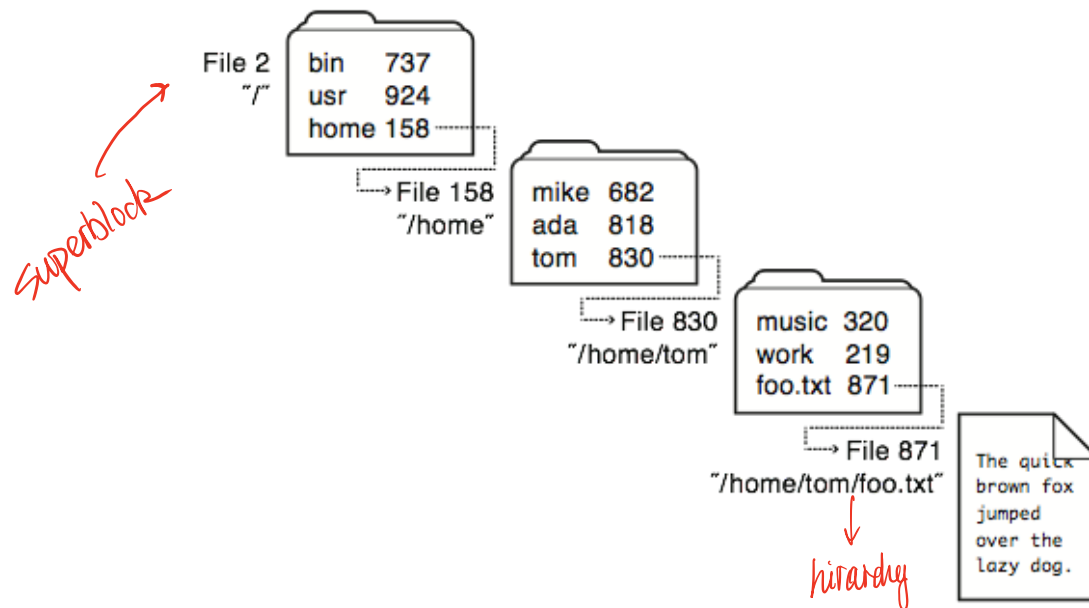 File 2
"/"
bin 737
usr 924
home 158
superblock
File 158
"/home"
mike 682
ada 818
tom 830
File 830
"/home/tom"
music 320
work 219
foo.txt 871
File 871
"/home/tom/foo.txt"
The quick
brown fox
jumped
over the
lazy dog.
hirarchy